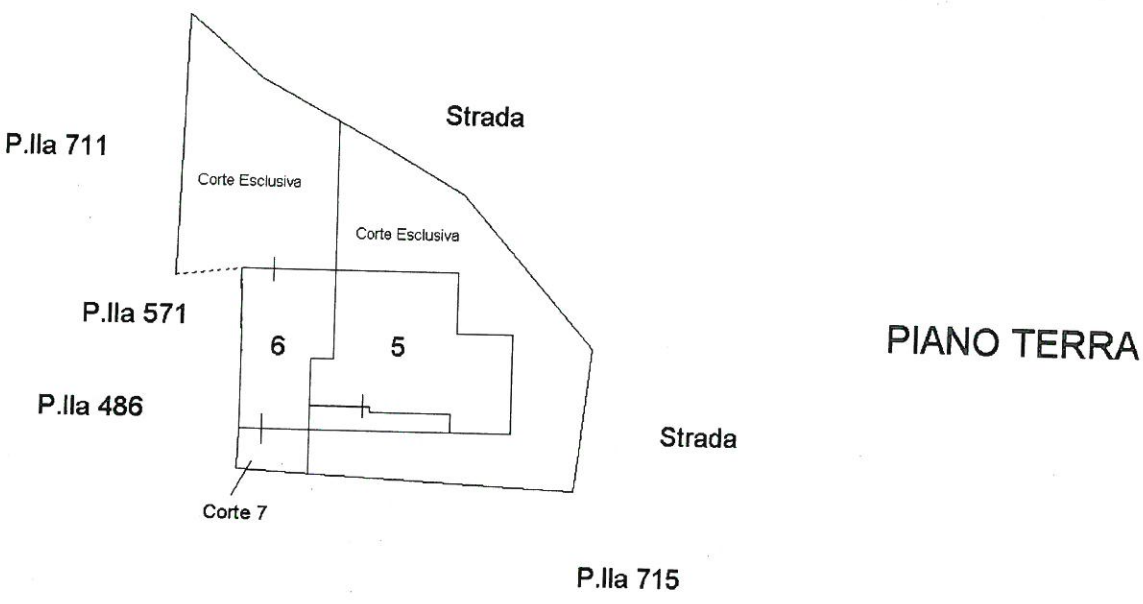 Strada
P.lla 711
Corte Esclusiva
Corte Esclusiva
P.lla 571
6
5
PIANO TERRA
P.lla 486
Strada
Corte 7
P.lla 715